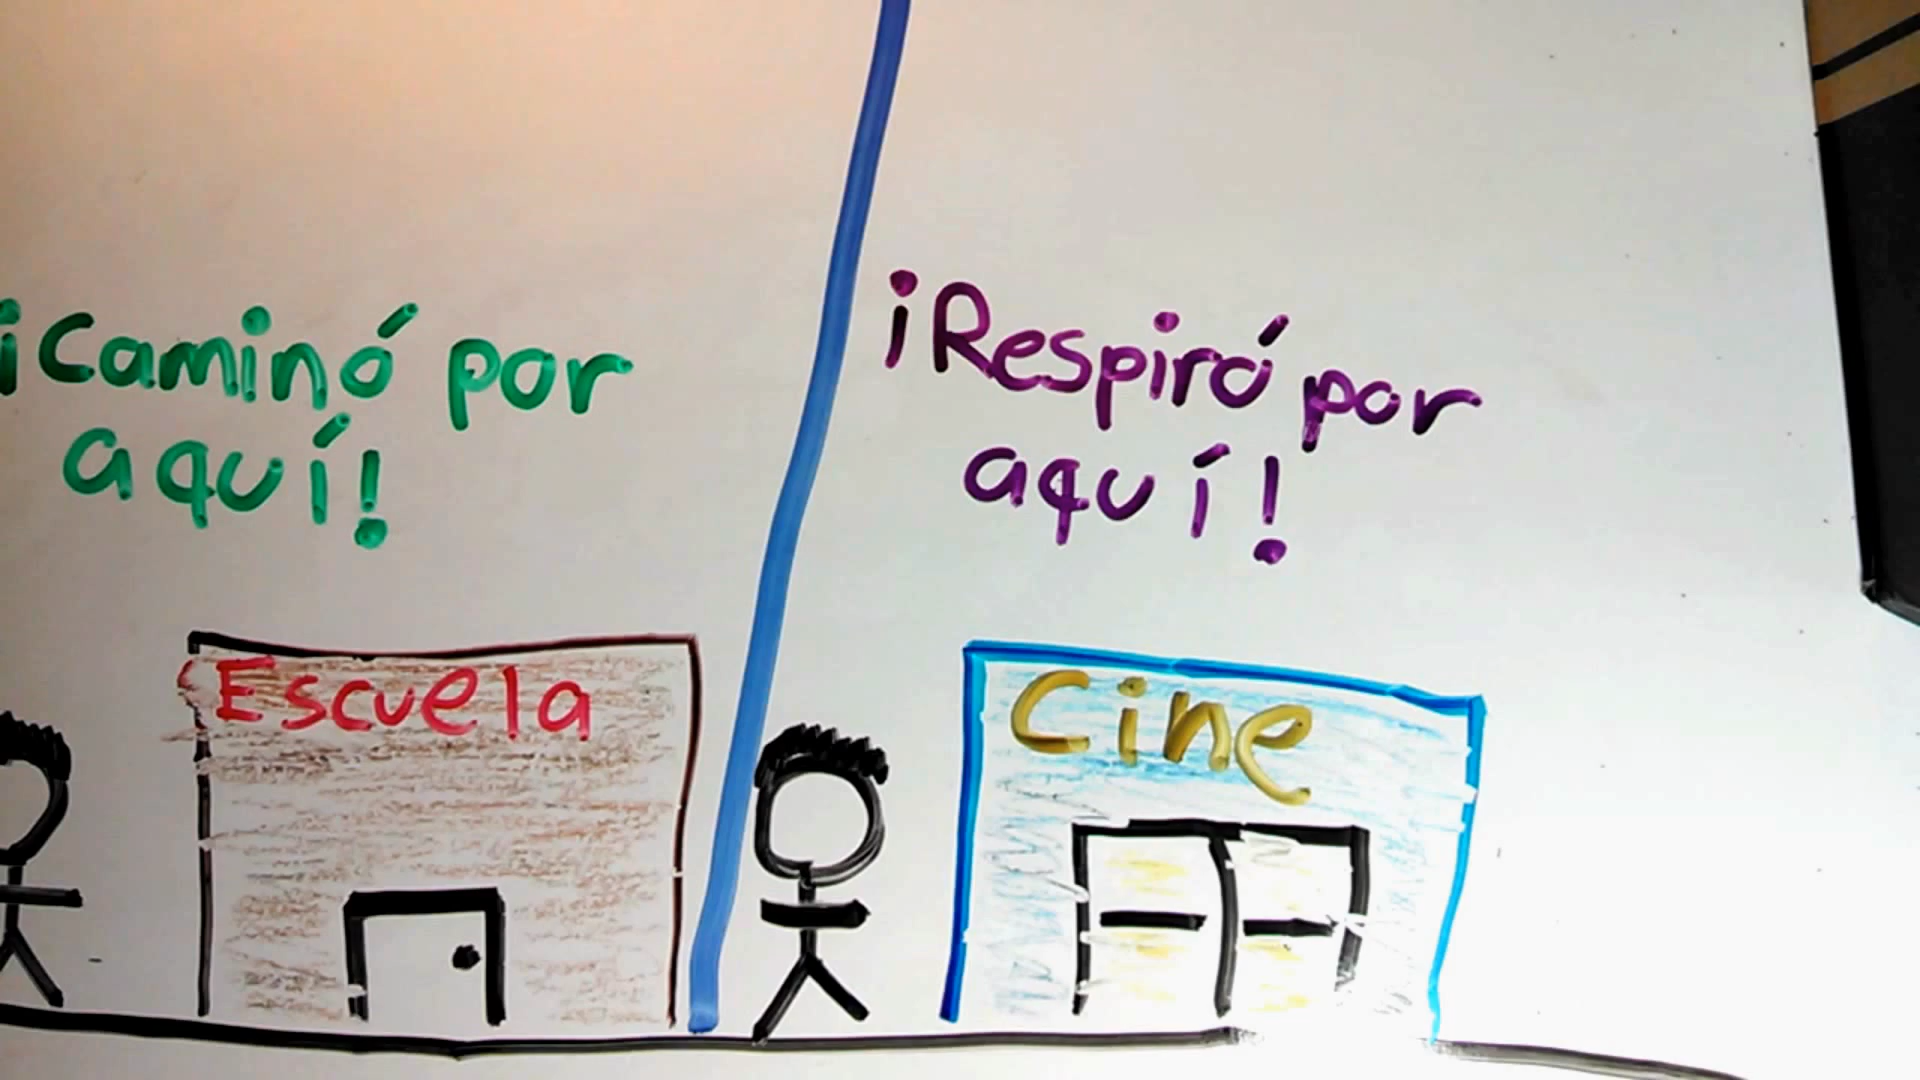 ¡Caminó por
aquí!
¡Respiró por
aquí!
Escuela
Cine